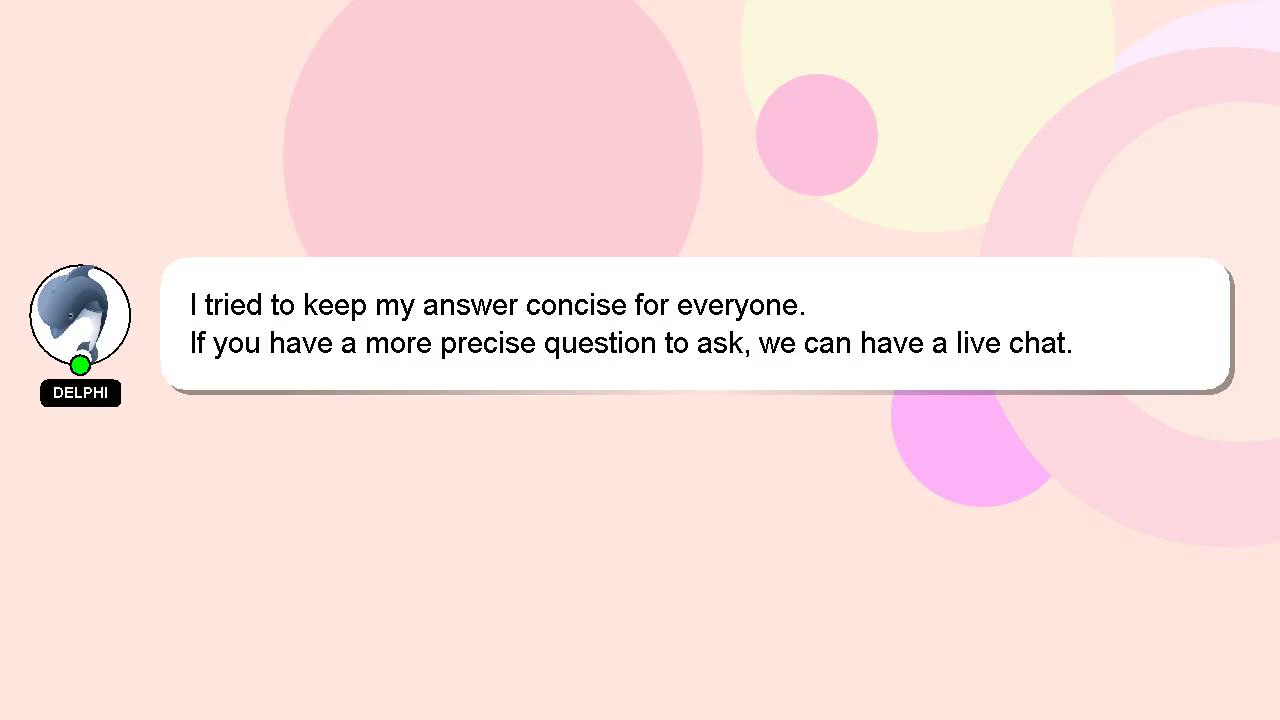 I tried to keep my answer concise for everyone.
If you have a more precise question to ask, we can have a live chat.
DELPHI